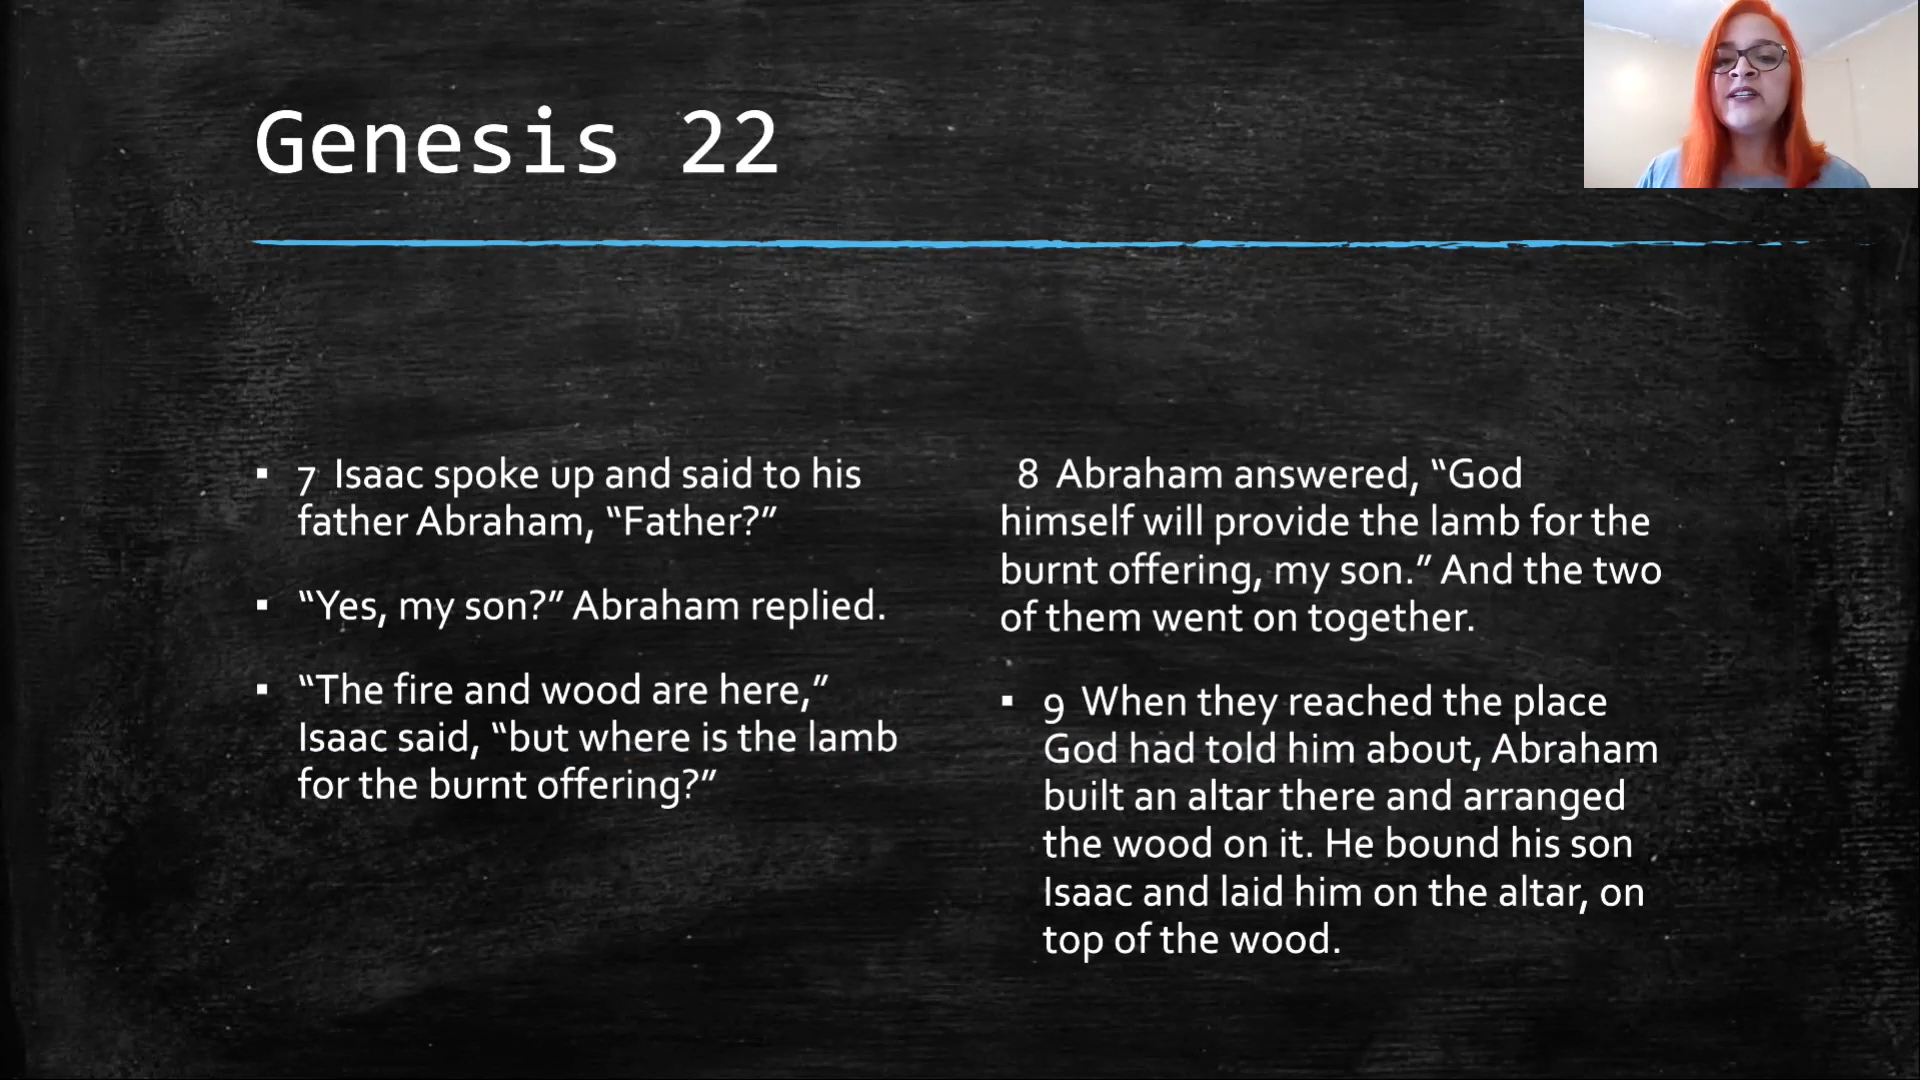 Genesis 22
▪ 7 Isaac spoke up and said to his
father Abraham, “Father?”
▪ “Yes, my son?” Abraham replied.
▪ “The fire and wood are here,”
Isaac said, “but where is the lamb
for the burnt offering?”
8 Abraham answered, “God
himself will provide the lamb for the
burnt offering, my son.” And the two
of them went on together.
▪ 9 When they reached the place
God had told him about, Abraham
built an altar there and arranged
the wood on it. He bound his son
Isaac and laid him on the altar, on
top of the wood.